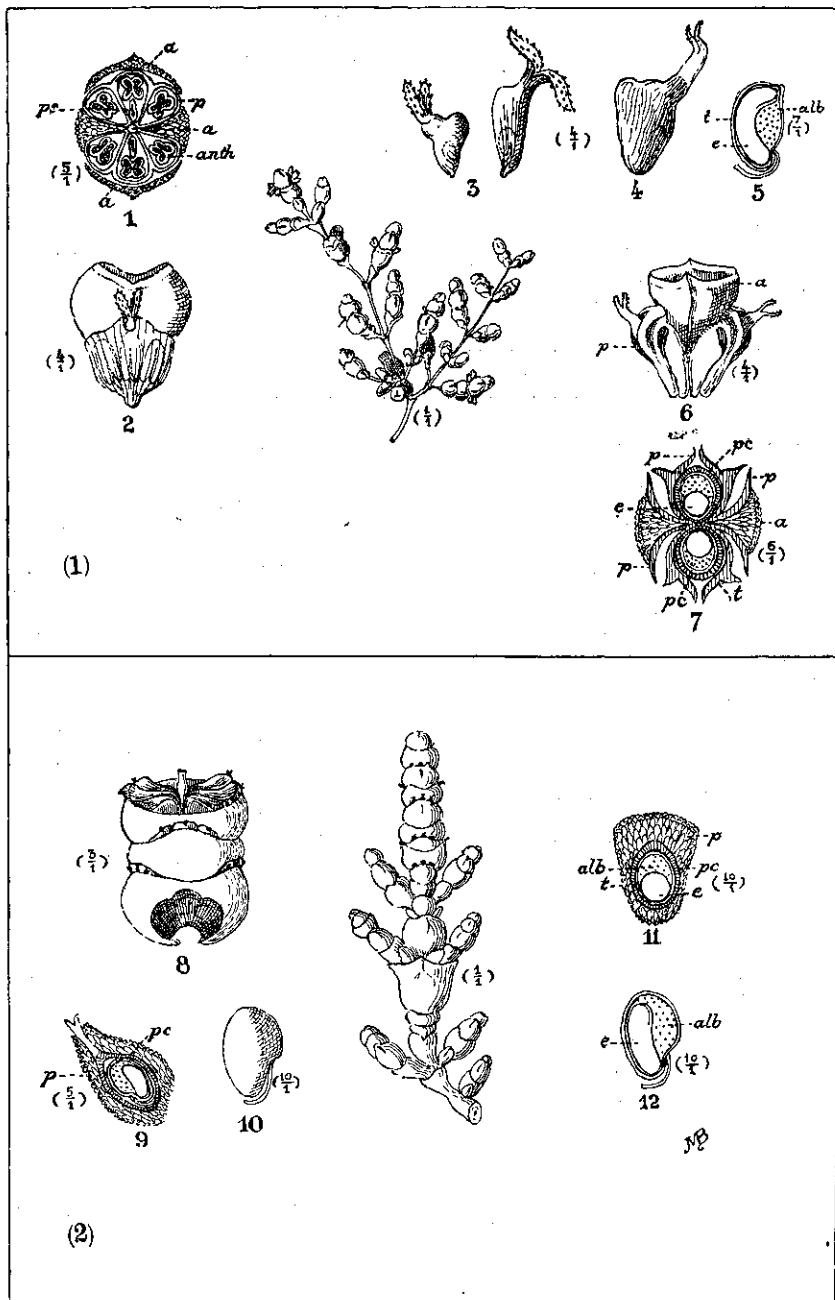 a
pc
p
a
anth
a
(5/1)
1
(4/1)
2
3
(4/1)
4
t
e
alb
(7/1)
5
(1/1)
a
p
(4/1)
6
p
pc
p
e
a
(5/1)
p
pc
t
7
(1)
(3/1)
8
pc
p
(5/1)
9
(10/1)
10
(1/1)
p
alb
pc
t
e
(10/1)
11
e
alb
(10/1)
12
(2)